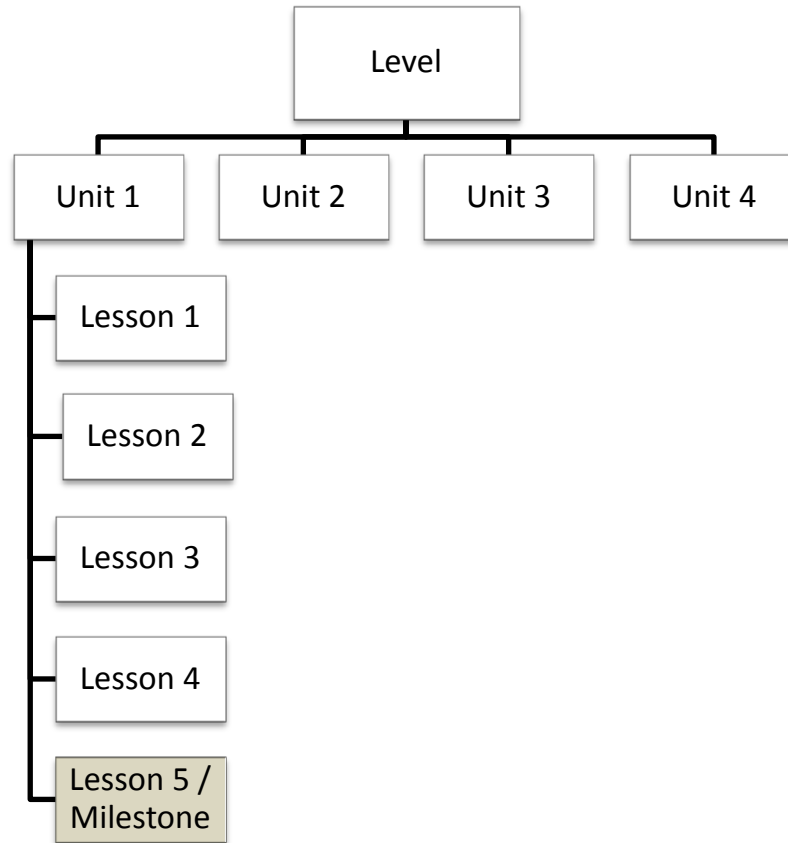 Level
Unit 1
Unit 2
Unit 3
Unit 4
Lesson 1
Lesson 2
Lesson 3
Lesson 4
Lesson 5 /
Milestone